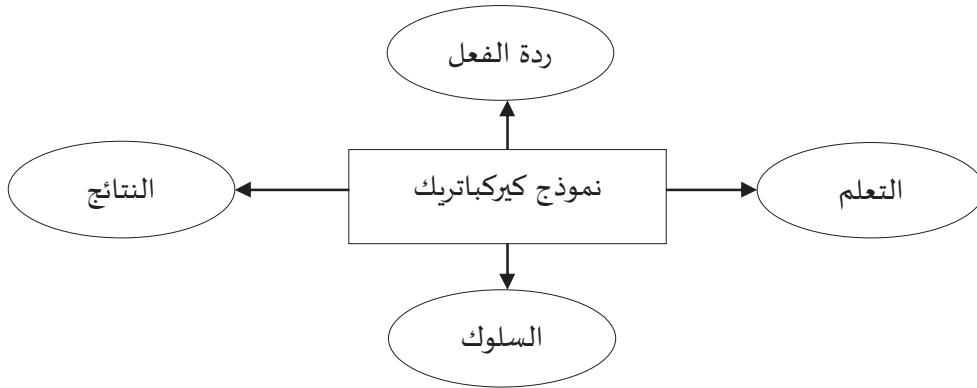 ردة الفعل
التعلم
نموذج كيركباتريك
النتائج
السلوك